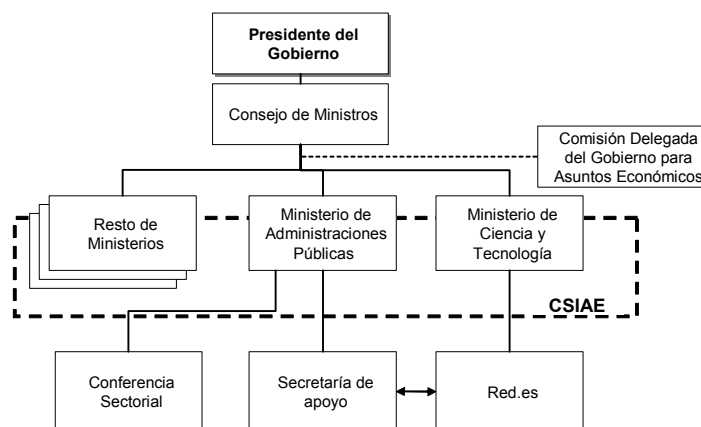 Presidente del
Gobierno
Consejo de Ministros
Comisión Delegada
del Gobierno para
Asuntos Económicos
Resto de
Ministerios
Ministerio de
Administraciones
Públicas
Ministerio de
Ciencia y
Tecnología
CSIAE
Conferencia
Sectorial
Secretaría de
apoyo
Red.es